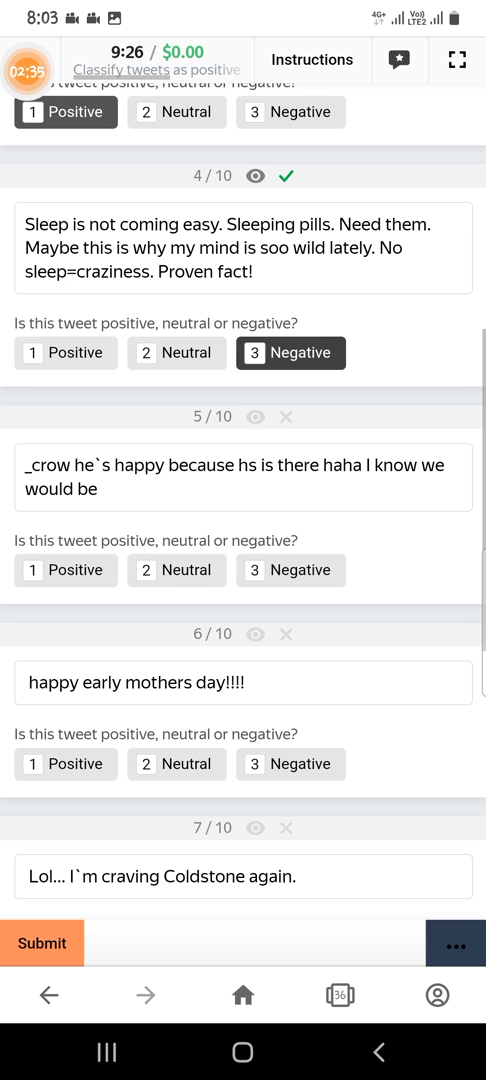 8:03
4G+ Vo)) LTE2
02:35
9:26 / $0.00
Classify tweets as positive
Instructions
tweet positive, neutral or negative?
1 Positive 2 Neutral 3 Negative
4 / 10
Sleep is not coming easy. Sleeping pills. Need them.
Maybe this is why my mind is soo wild lately. No
sleep=craziness. Proven fact!
Is this tweet positive, neutral or negative?
1 Positive 2 Neutral 3 Negative
5 / 10
_crow he`s happy because hs is there haha I know we
would be
Is this tweet positive, neutral or negative?
1 Positive 2 Neutral 3 Negative
6 / 10
happy early mothers day!!!!
Is this tweet positive, neutral or negative?
1 Positive 2 Neutral 3 Negative
7 / 10
Lol... I`m craving Coldstone again.
Submit
...
36